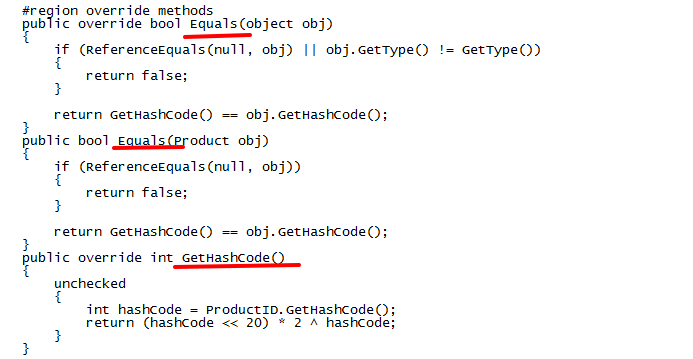 #region override methods
public override bool Equals(object obj)
{
    if (ReferenceEquals(null, obj) || obj.GetType() != GetType())
    {
        return false;
    }

    return GetHashCode() == obj.GetHashCode();
}
public bool Equals(Product obj)
{
    if (ReferenceEquals(null, obj))
    {
        return false;
    }

    return GetHashCode() == obj.GetHashCode();
}
public override int GetHashCode()
{
    unchecked
    {
        int hashCode = ProductID.GetHashCode();
        return (hashCode << 20) * 2 ^ hashCode;
    }
}